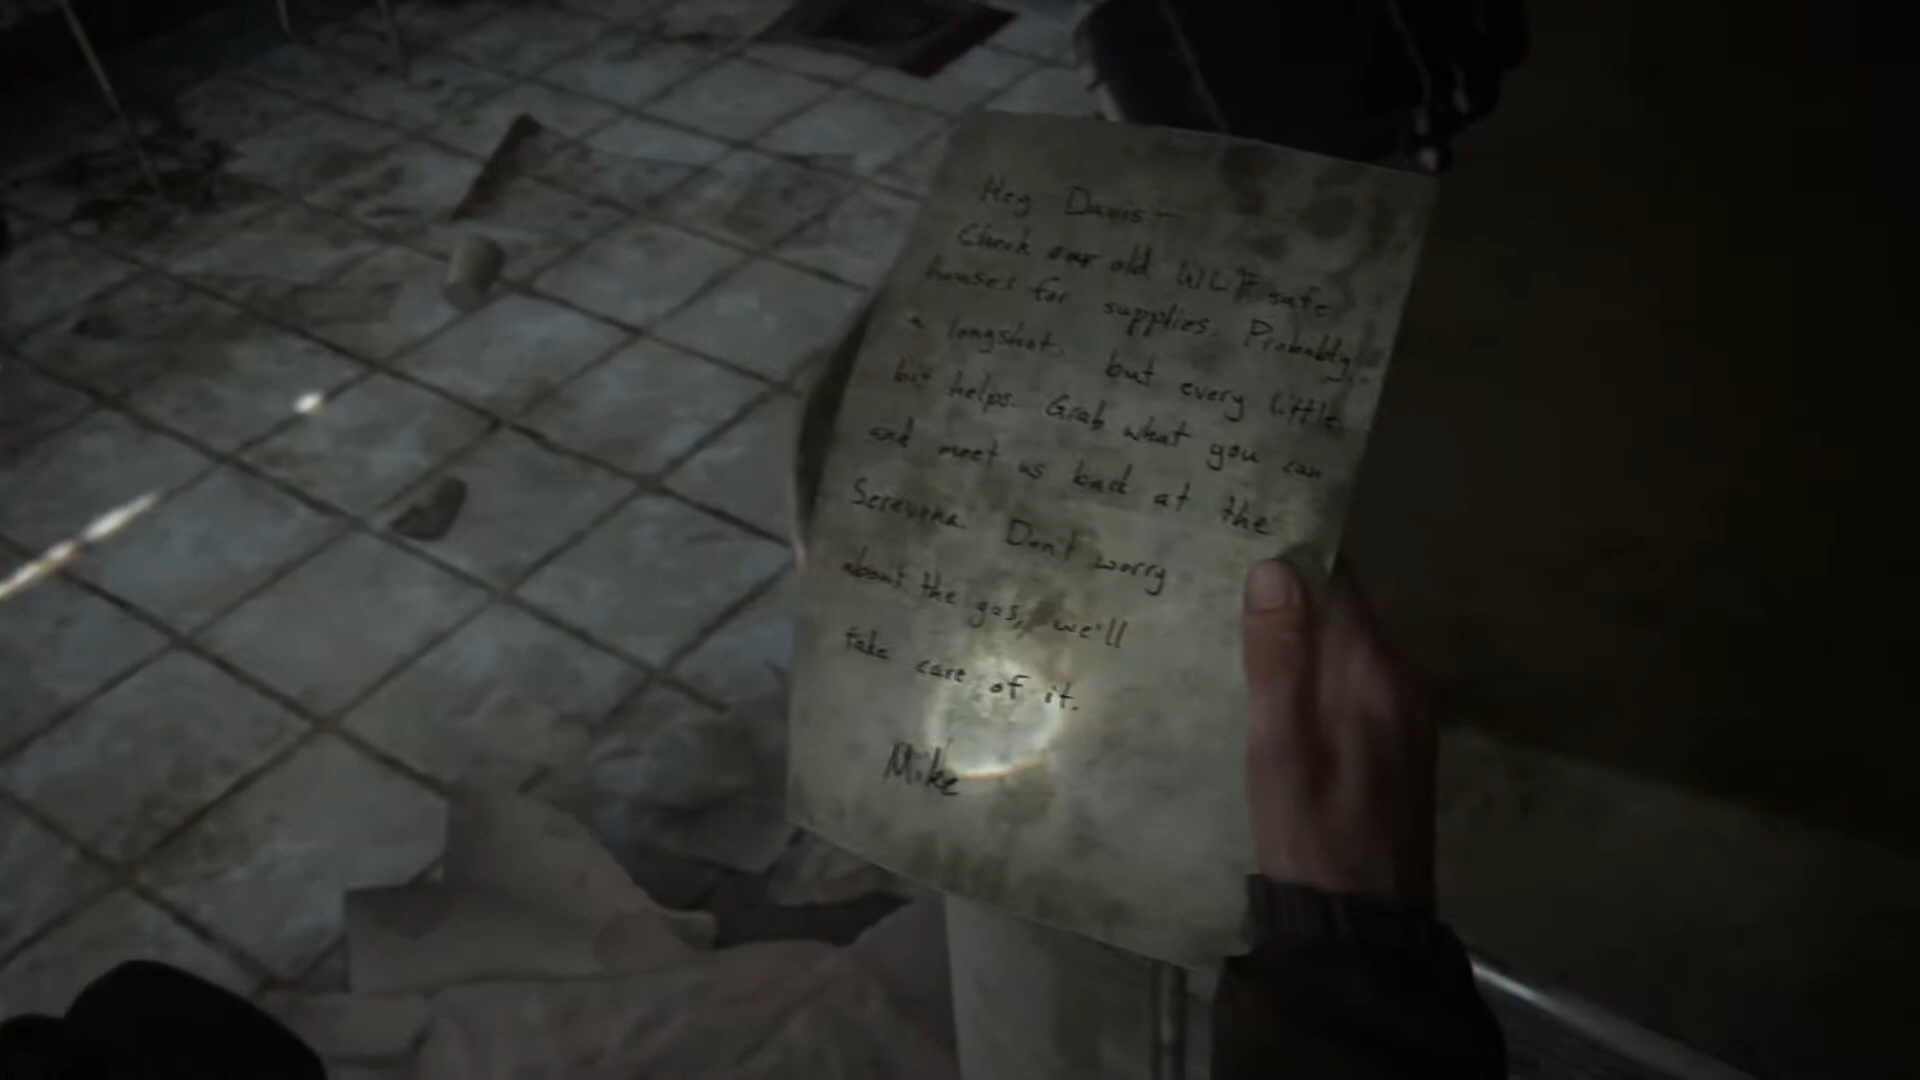 Hey Davis-
Check our old WLF safe
houses for supplies. Probably
a longshot, but every little
bit helps. Grab what you can
and meet us back at the
Serevena. Don't worry
about the gas, we'll
take care of it.
Mike